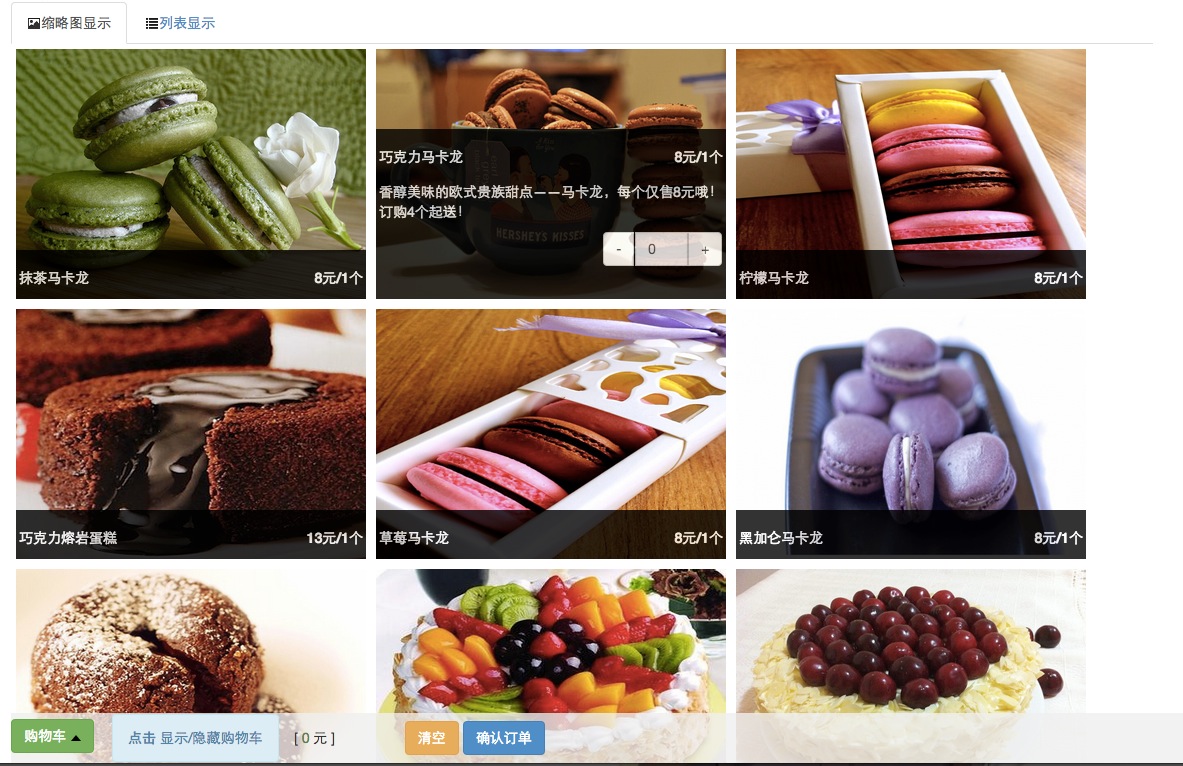 缩略图显示
列表显示
巧克力马卡龙
8元/1个
香醇美味的欧式贵族甜点——马卡龙，每个仅售8元哦！
订购4个起送！
HERSHEYS KISSES
- 0 +
抹茶马卡龙
8元/1个
柠檬马卡龙
8元/1个
巧克力熔岩蛋糕
13元/1个
草莓马卡龙
8元/1个
黑加仑马卡龙
8元/1个
购物车
点击 显示/隐藏购物车
[ 0 元 ]
清空
确认订单